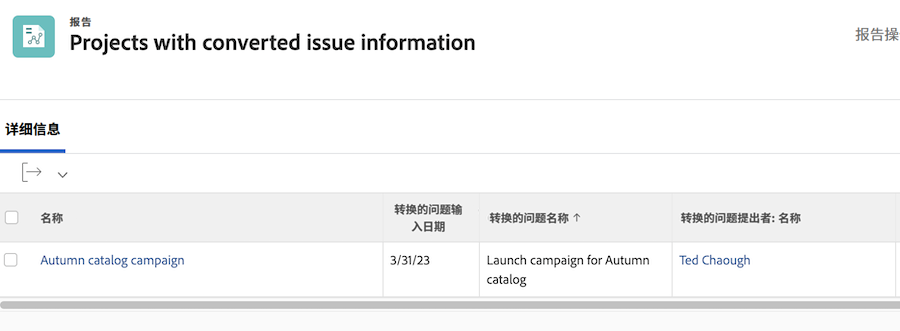 报告
Projects with converted issue information
报告操
详细信息
名称
转换的问题输
入日期
转换的问题名称 ↑
转换的问题提出者: 名称
Autumn catalog campaign
3/31/23
Launch campaign for Autumn
catalog
Ted Chaough